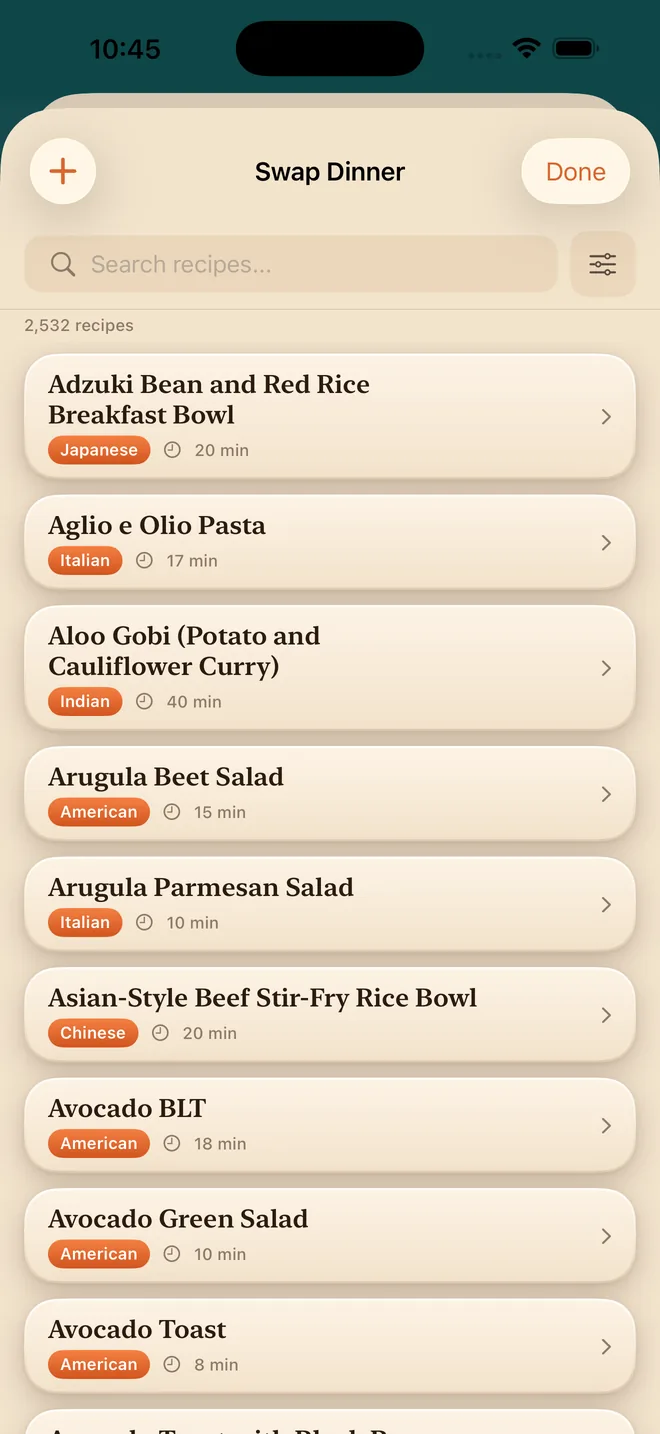 10:45
Swap Dinner
Done
Search recipes...
2,532 recipes
Adzuki Bean and Red Rice
Breakfast Bowl
Japanese 20 min
Aglio e Olio Pasta
Italian 17 min
Aloo Gobi (Potato and
Cauliflower Curry)
Indian 40 min
Arugula Beet Salad
American 15 min
Arugula Parmesan Salad
Italian 10 min
Asian-Style Beef Stir-Fry Rice Bowl
Chinese 20 min
Avocado BLT
American 18 min
Avocado Green Salad
American 10 min
Avocado Toast
American 8 min